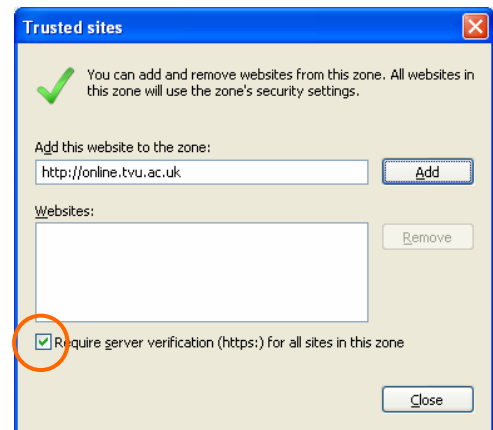 Trusted sites
You can add and remove websites from this zone. All websites in
this zone will use the zone's security settings.
Add this website to the zone:
http://online.tvu.ac.uk
Add
Websites:
Remove
Require server verification (https:) for all sites in this zone
Close